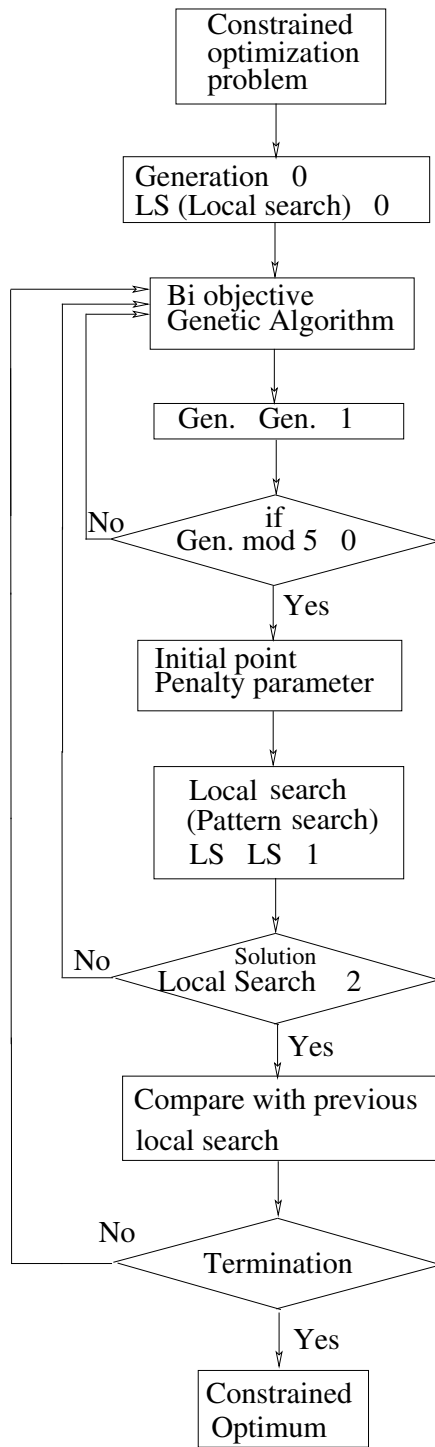 Constrained
optimization
problem
Generation 0
LS (Local search) 0
Bi objective
Genetic Algorithm
Gen. Gen. 1
No
if
Gen. mod 5 0
Yes
Initial point
Penalty parameter
Local search
(Pattern search)
LS LS 1
No
Solution
Local Search 2
Yes
Compare with previous
local search
No
Termination
Yes
Constrained
Optimum